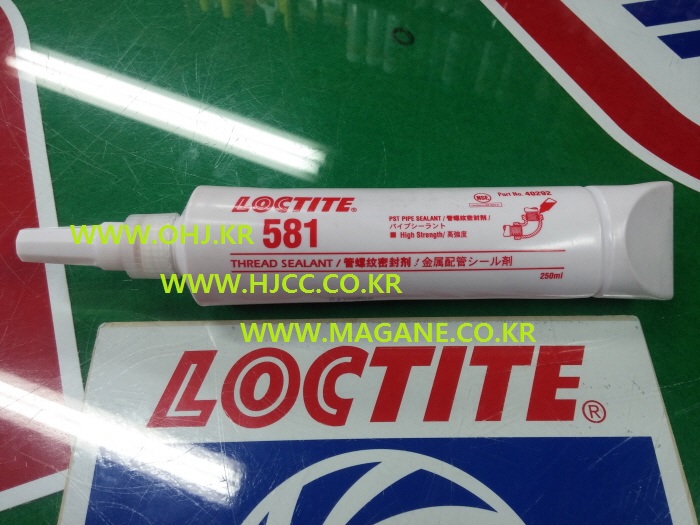 LOCTITE®
581
PST PIPE SEALANT/管螺纹密封剂/
パイプシーラント
■ High Strength/高強度
Part No. 40292
THREAD SEALANT/管螺纹密封剂/金属配管シール剤
250ml
WWW.OHJ.KR
WWW.HJCC.CO.KR
WWW.MAGANE.CO.KR
LOCTITE®